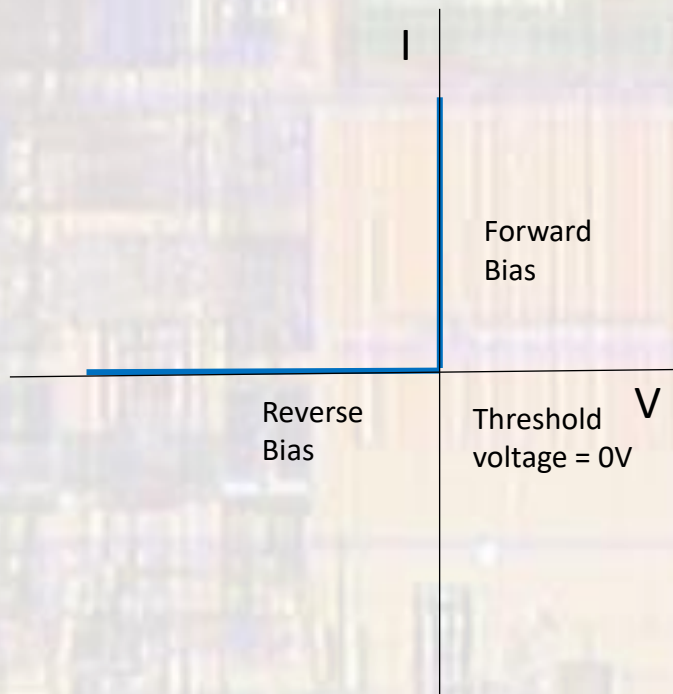 I
Forward
Bias
Reverse
Bias
Threshold
voltage = 0V
V